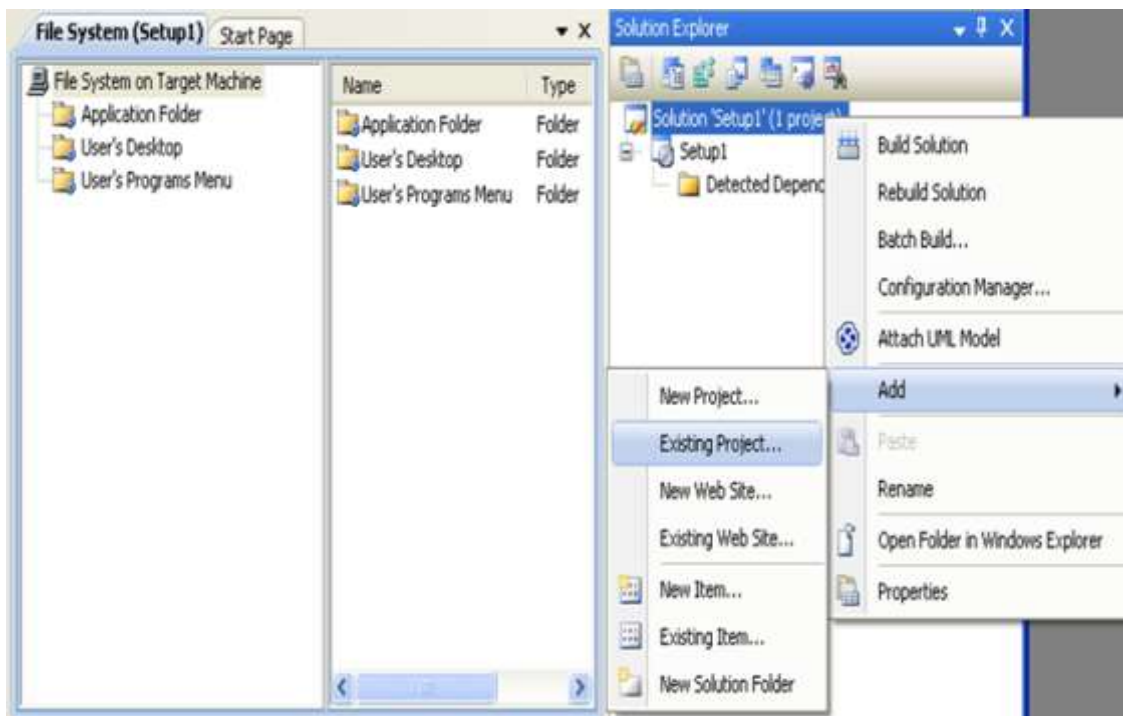 File System (Setup1)
Start Page
File System on Target Machine
Application Folder
User's Desktop
User's Programs Menu
Name Type
Application Folder Folder
User's Desktop Folder
User's Programs Menu Folder
Solution Explorer
Solution 'Setup1' (1 project)
Setup1
Detected Depend
Build Solution
Rebuild Solution
Batch Build...
Configuration Manager...
Attach UML Model
Add
Paste
Rename
Open Folder in Windows Explorer
Properties
New Project...
Existing Project...
New Web Site...
Existing Web Site...
New Item...
Existing Item...
New Solution Folder